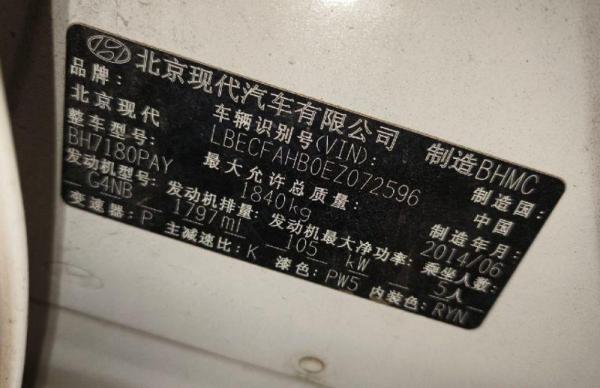 北京现代汽车有限公司 制造BHMC
品牌: 北京现代 车辆识别号(VIN): LBECFAHB0EZ072596 制造国: 中国
整车型号: BH7180PAY 最大允许总质量: 1840kg 制造年月: 2014/06
发动机型号: G4NB 发动机排量: 1797ml 发动机最大净功率: 105 kW 乘坐人数: 5人
变速器: P 主减速比: K 漆色: PW5 内装色: RYN